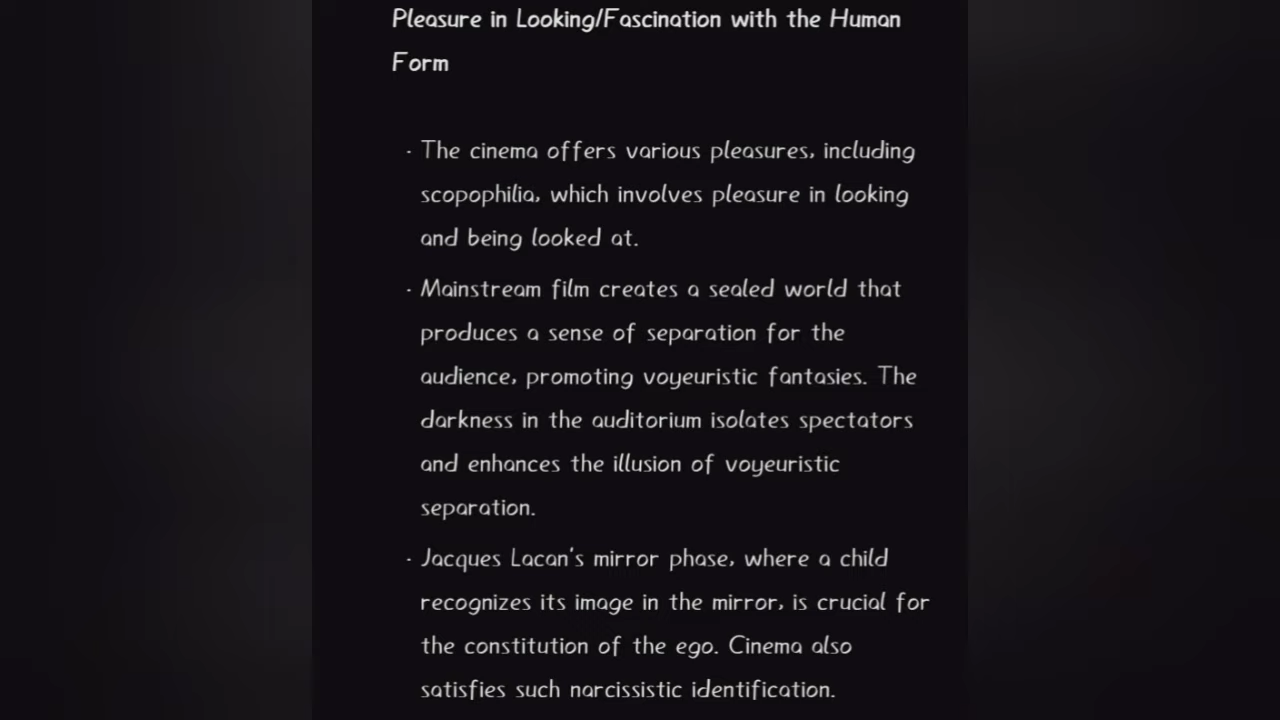 Pleasure in Looking/Fascination with the Human
Form
· The cinema offers various pleasures, including
scopophilia, which involves pleasure in looking
and being looked at.
· Mainstream film creates a sealed world that
produces a sense of separation for the
audience, promoting voyeuristic fantasies. The
darkness in the auditorium isolates spectators
and enhances the illusion of voyeuristic
separation.
· Jacques Lacan's mirror phase, where a child
recognizes its image in the mirror, is crucial for
the constitution of the ego. Cinema also
satisfies such narcissistic identification.